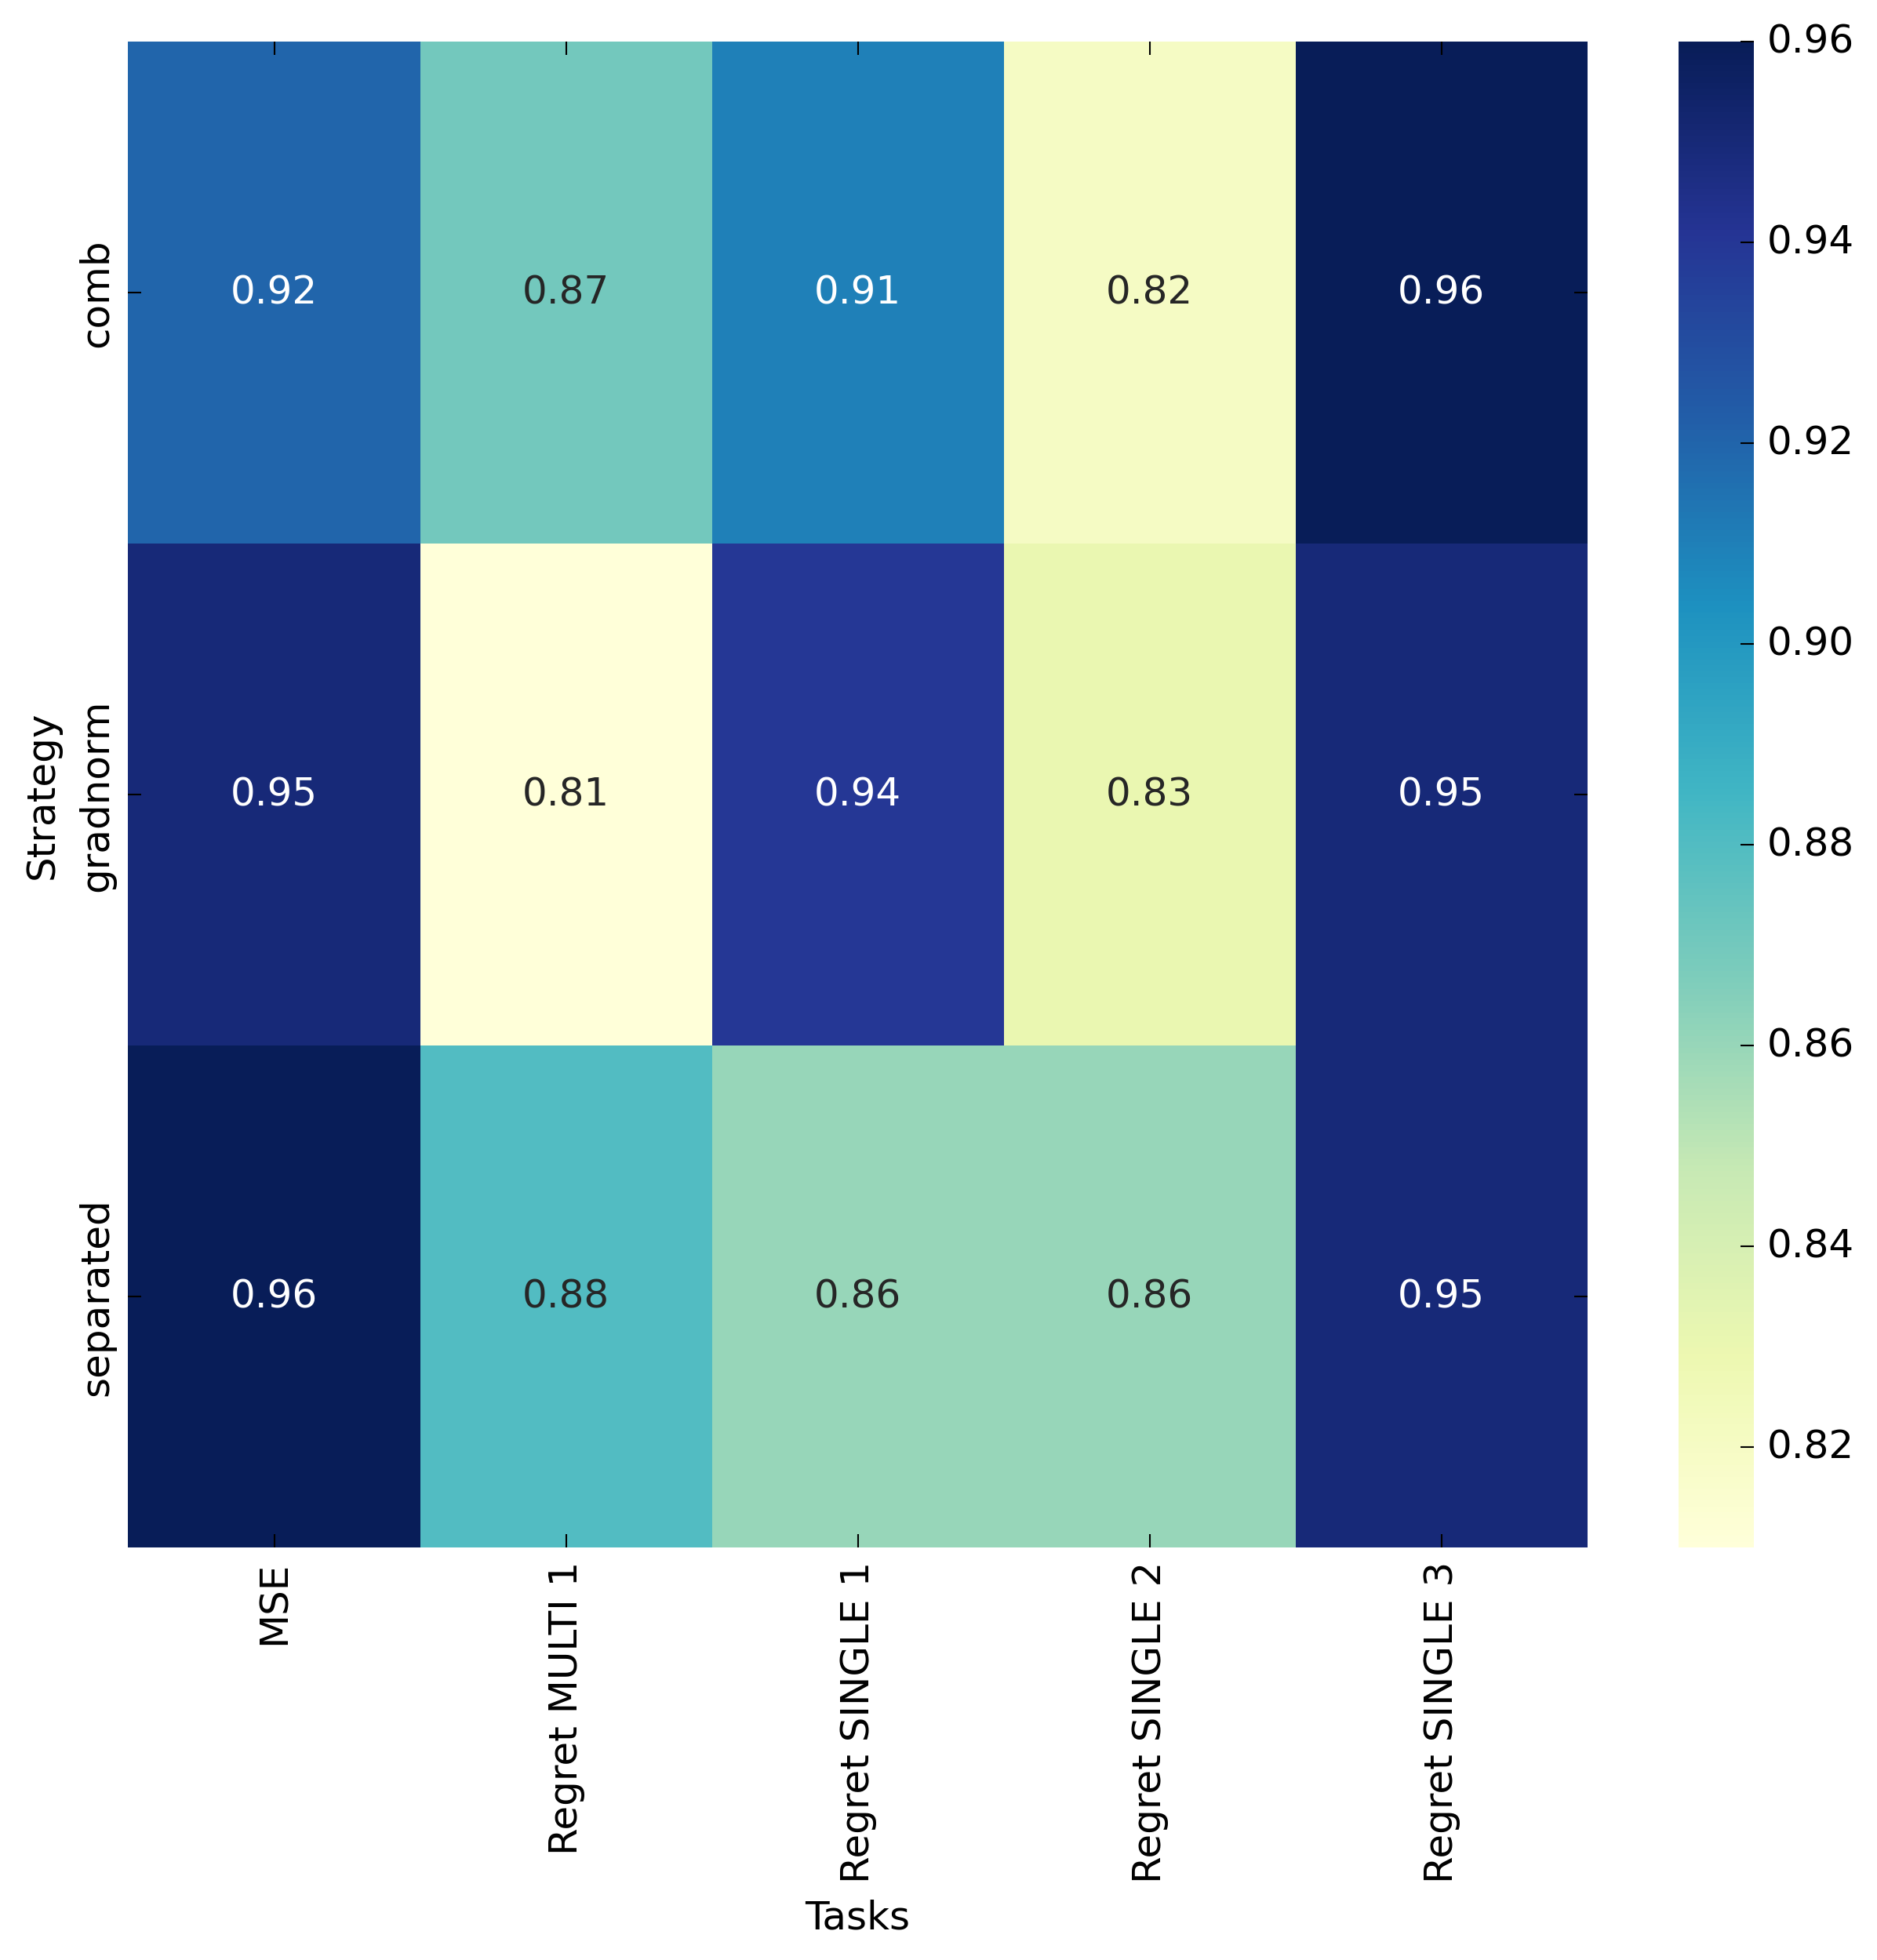 Strategy
comb
0.92 0.87 0.91 0.82 0.96
gradnorm
0.95 0.81 0.94 0.83 0.95
separated
0.96 0.88 0.86 0.86 0.95
MSE
Regret MULTI 1
Regret SINGLE 1
Regret SINGLE 2
Regret SINGLE 3
Tasks
0.96
0.94
0.92
0.90
0.88
0.86
0.84
0.82